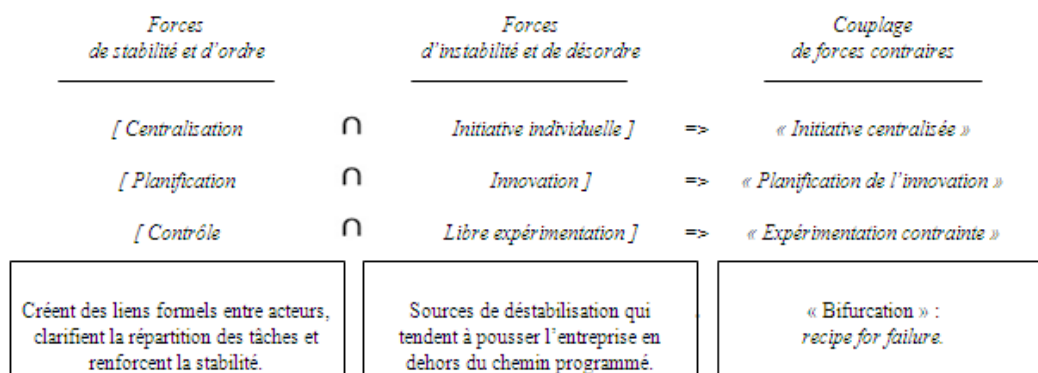 Forces
de stabilité et d'ordre
Forces
d'instabilité et de désordre
Couplage
de forces contraires
[ Centralisation ∩ Initiative individuelle ] => « Initiative centralisée »
[ Planification ∩ Innovation ] => « Planification de l'innovation »
[ Contrôle ∩ Libre expérimentation ] => « Expérimentation contrainte »
Créent des liens formels entre acteurs,
clarifient la répartition des tâches et
renforcent la stabilité.
Sources de déstabilisation qui
tendent à pousser l'entreprise en
dehors du chemin programmé.
« Bifurcation » :
recipe for failure.